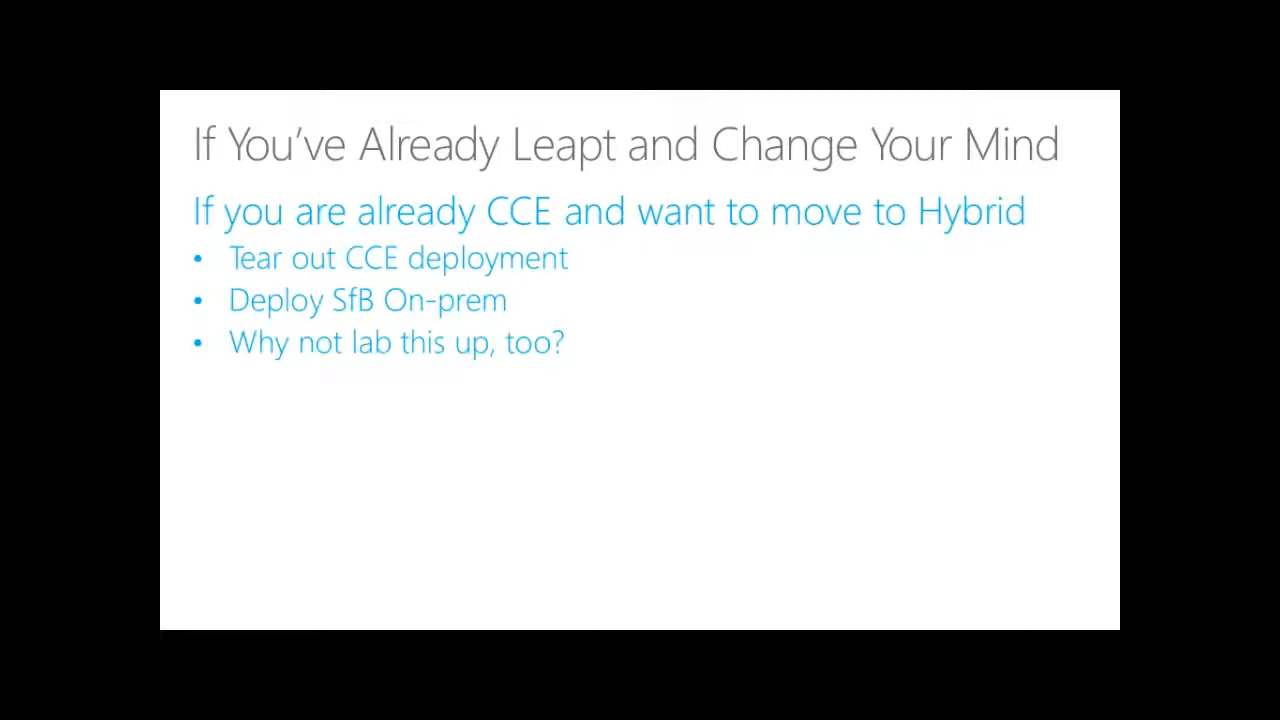 If You've Already Leapt and Change Your Mind
If you are already CCE and want to move to Hybrid
• Tear out CCE deployment
• Deploy SfB On-prem
• Why not lab this up, too?